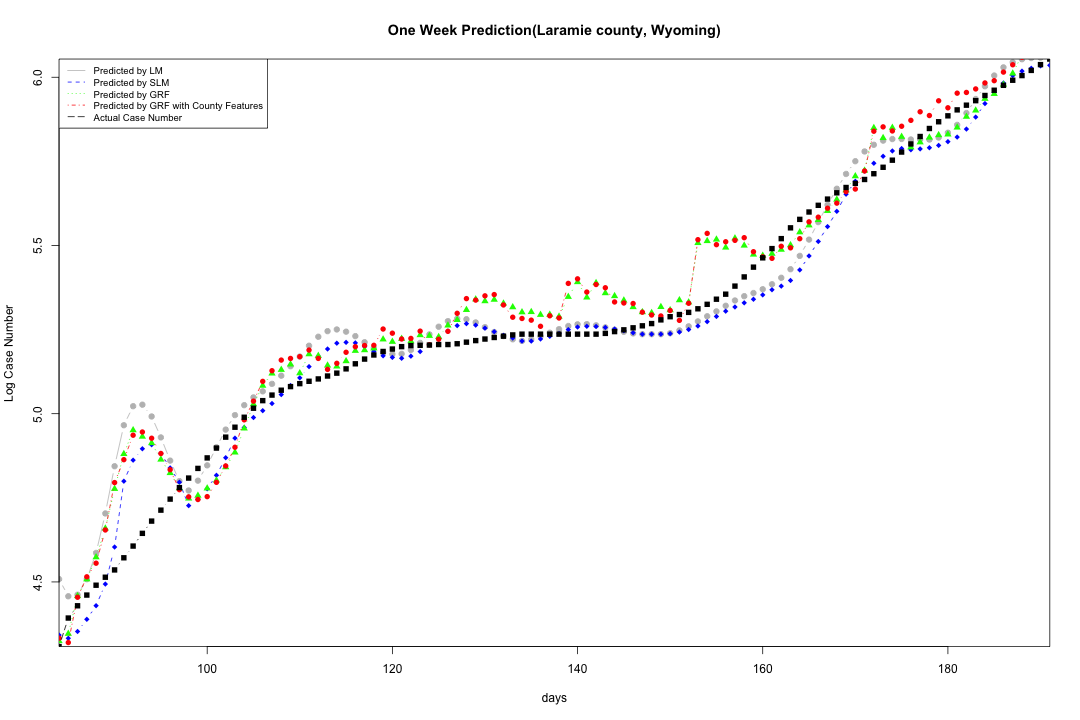 One Week Prediction(Laramie county, Wyoming)
Predicted by LM
Predicted by SLM
Predicted by GRF
Predicted by GRF with County Features
Actual Case Number
6.0
5.5
5.0
4.5
Log Case Number
100 120 140 160 180
days